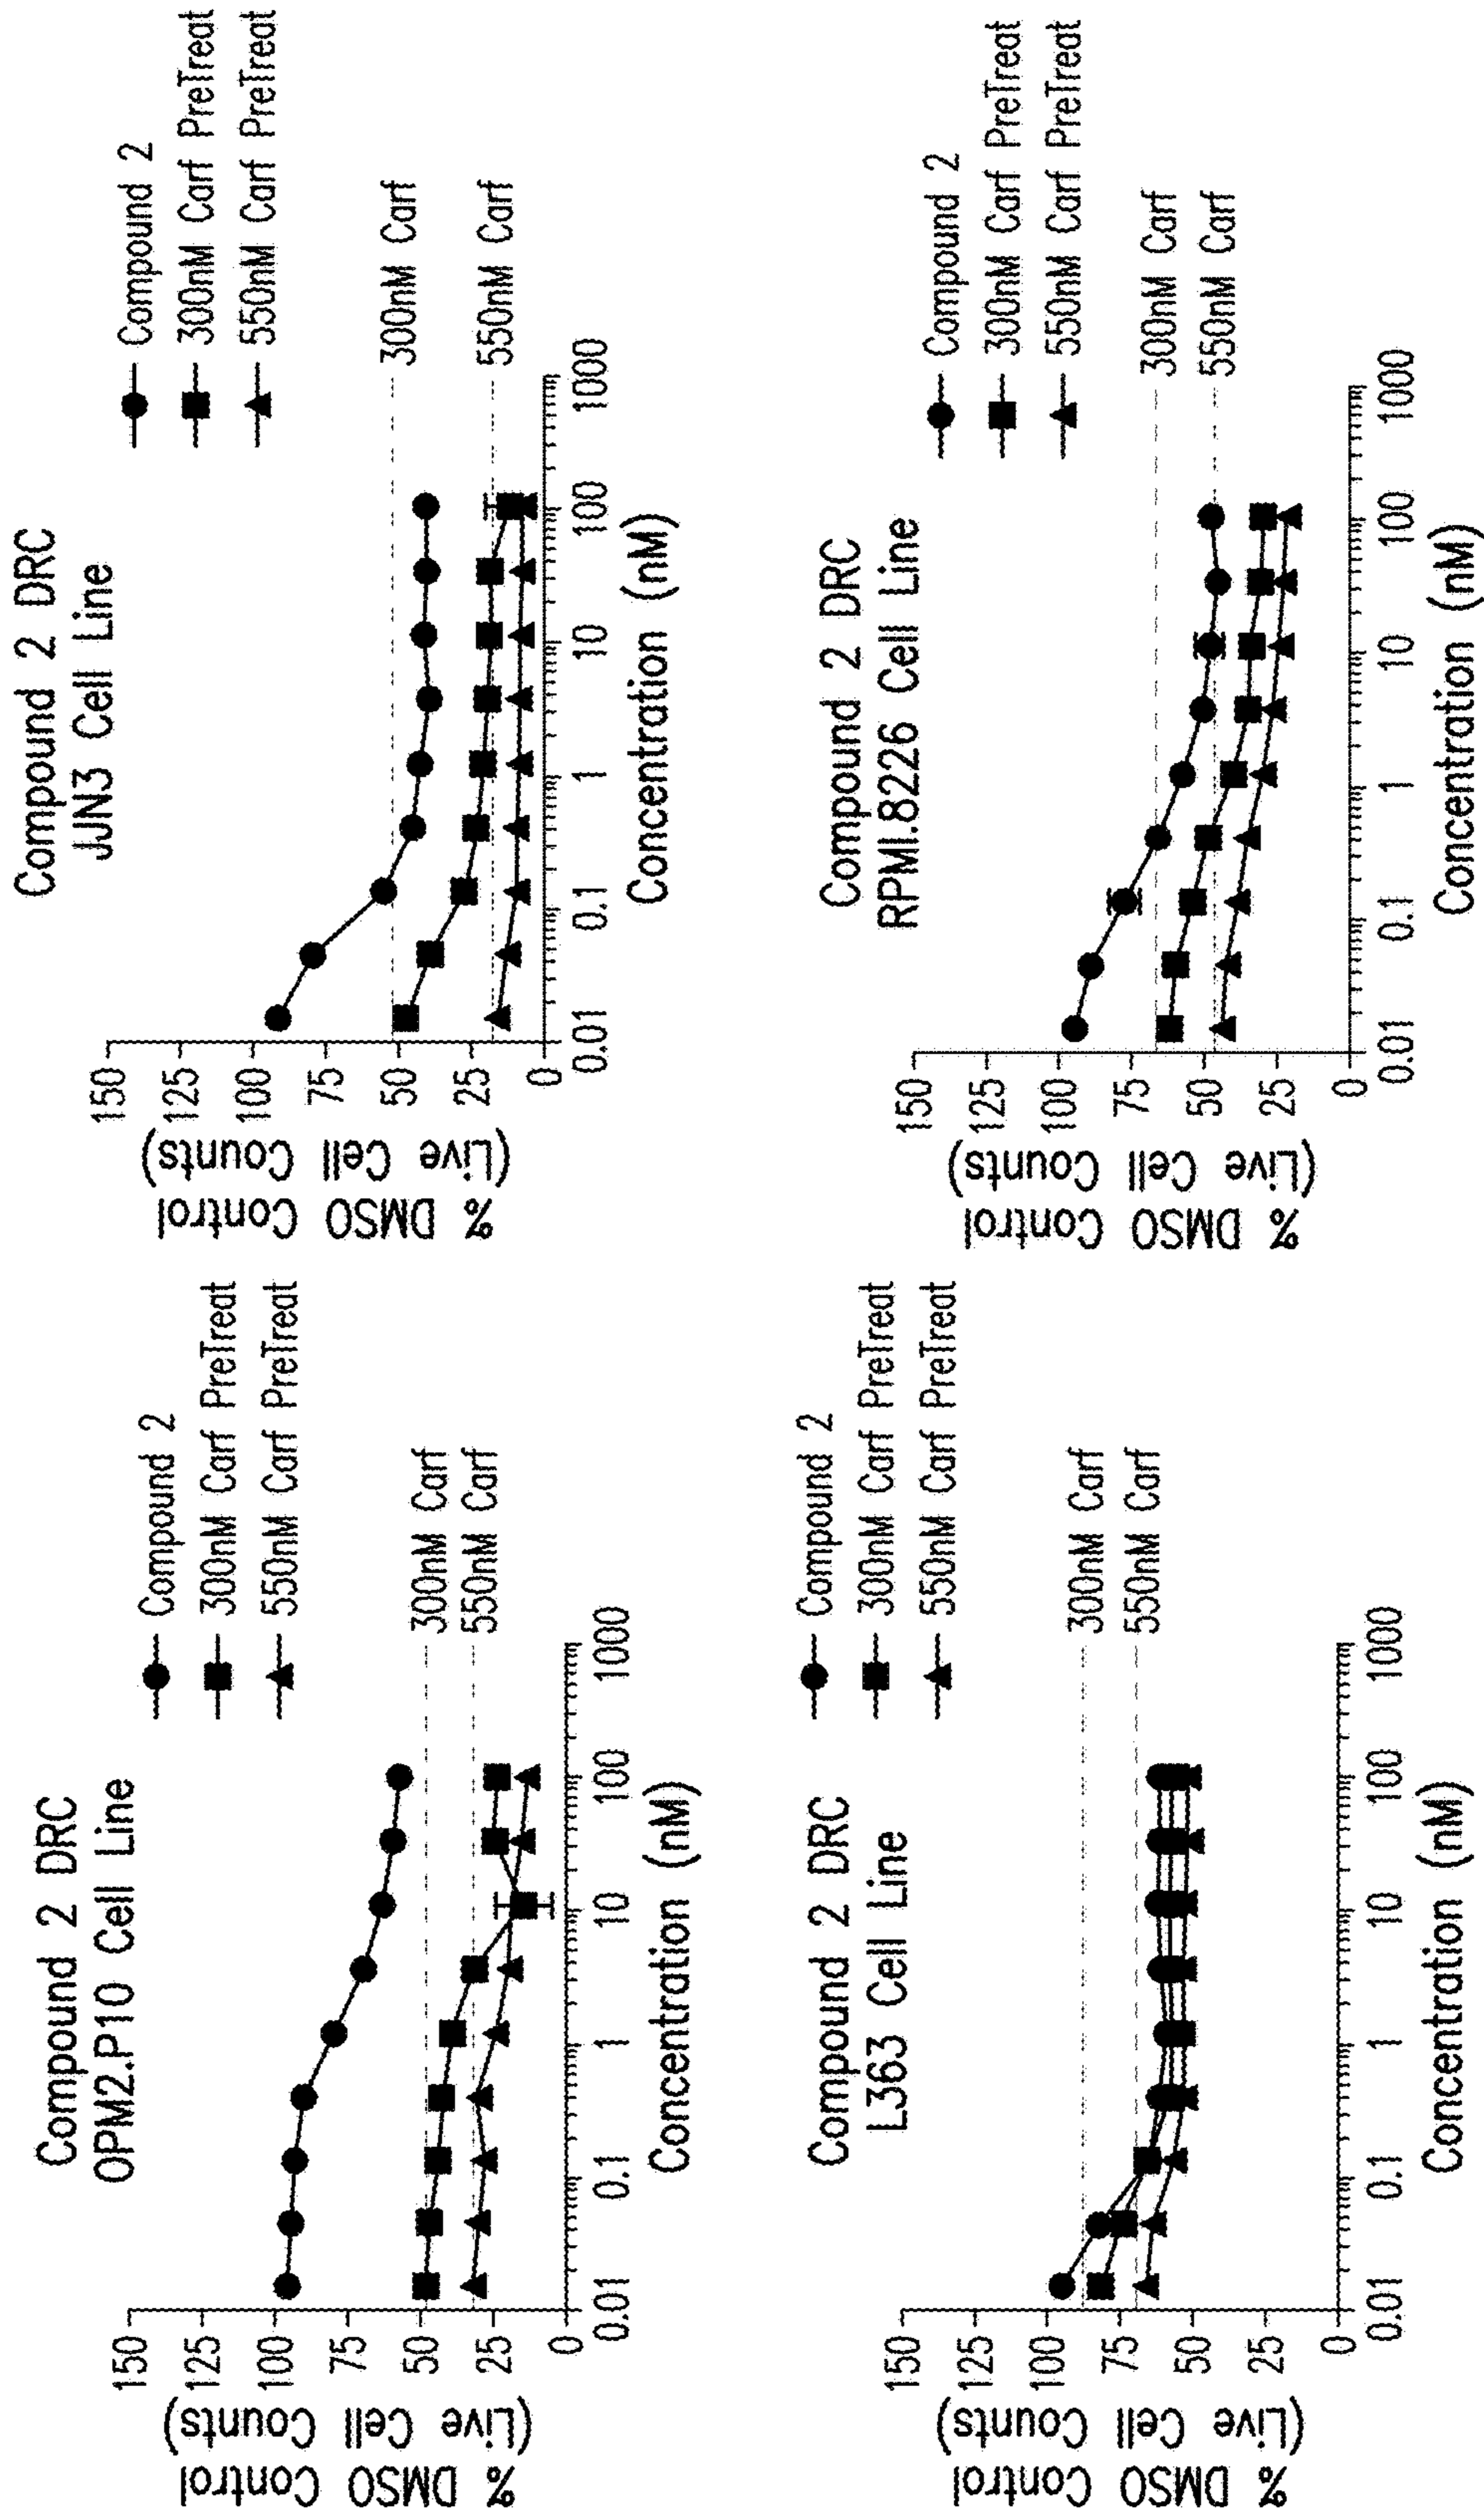 Compound 2 DRC
OPM2.P10 Cell Line
% DMSO Control
(Live Cell Counts)
150
125
100
75
50
25
0
0.01
0.1
1
10
100
1000
Concentration (nM)
Compound 2
300nM Carf PreTreat
550nM Carf PreTreat
300nM Carf
550nM Carf
Compound 2 DRC
JJN3 Cell Line
% DMSO Control
(Live Cell Counts)
150
125
100
75
50
25
0
0.01
0.1
1
10
100
1000
Concentration (nM)
Compound 2
300nM Carf PreTreat
550nM Carf PreTreat
300nM Carf
550nM Carf
Compound 2 DRC
L363 Cell Line
% DMSO Control
(Live Cell Counts)
150
125
100
75
50
25
0
0.01
0.1
1
10
100
1000
Concentration (nM)
Compound 2
300nM Carf PreTreat
550nM Carf PreTreat
300nM Carf
550nM Carf
Compound 2 DRC
RPMI.8226 Cell Line
% DMSO Control
(Live Cell Counts)
150
125
100
75
50
25
0
0.01
0.1
1
10
100
1000
Concentration (nM)
Compound 2
300nM Carf PreTreat
550nM Carf PreTreat
300nM Carf
550nM Carf